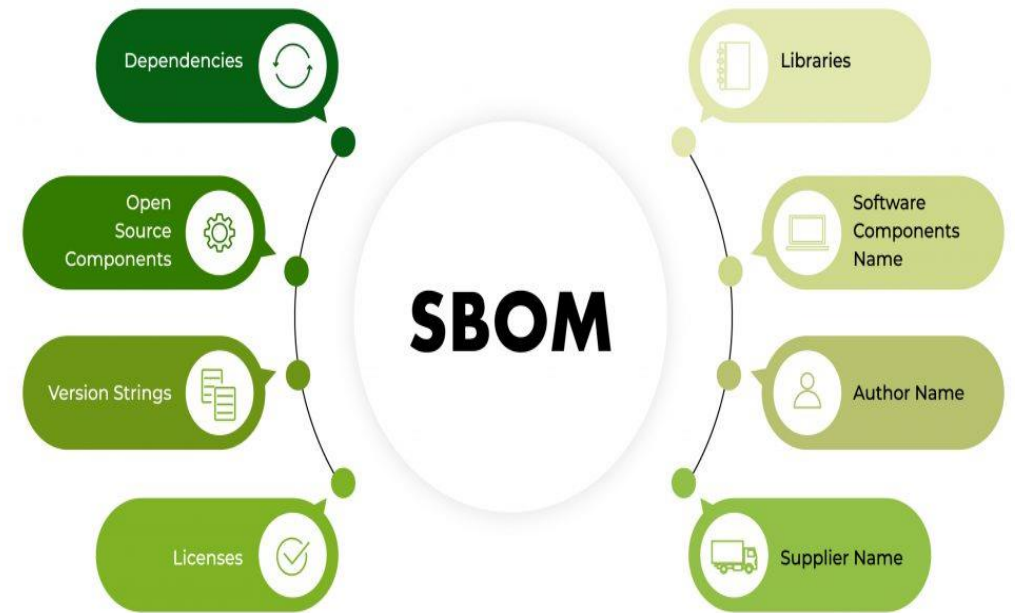 Dependencies
Open
Source
Components
Version Strings
Licenses
SBOM
Libraries
Software
Components
Name
Author Name
Supplier Name